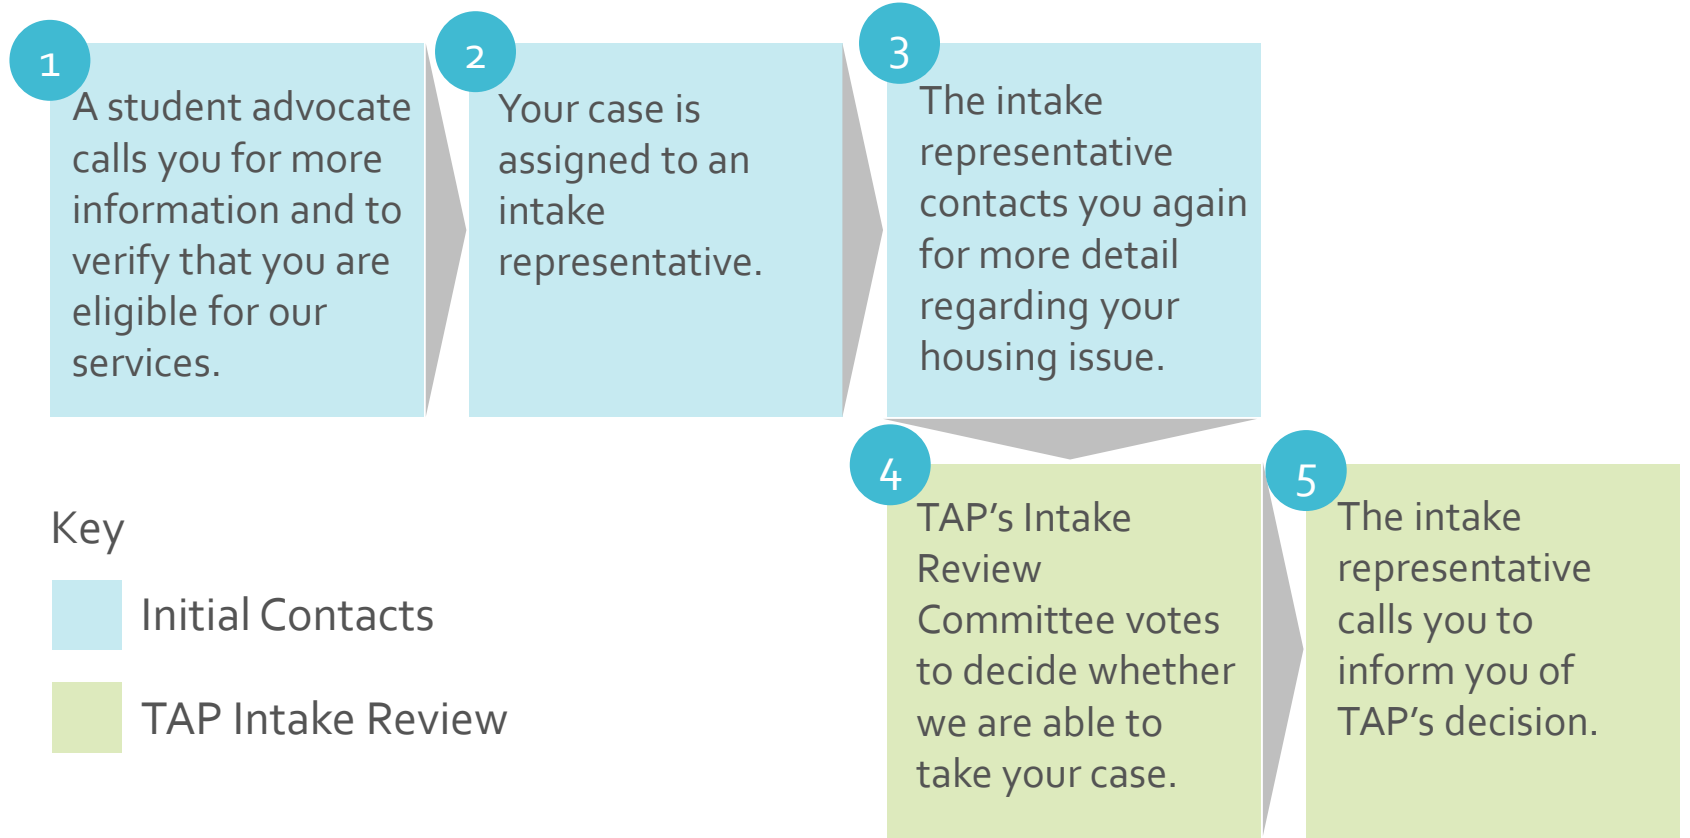 1
A student advocate
calls you for more
information and to
verify that you are
eligible for our
services.
2
Your case is
assigned to an
intake
representative.
3
The intake
representative
contacts you again
for more detail
regarding your
housing issue.
4
TAP's Intake
Review
Committee votes
to decide whether
we are able to
take your case.
5
The intake
representative
calls you to
inform you of
TAP's decision.
Key
Initial Contacts
TAP Intake Review